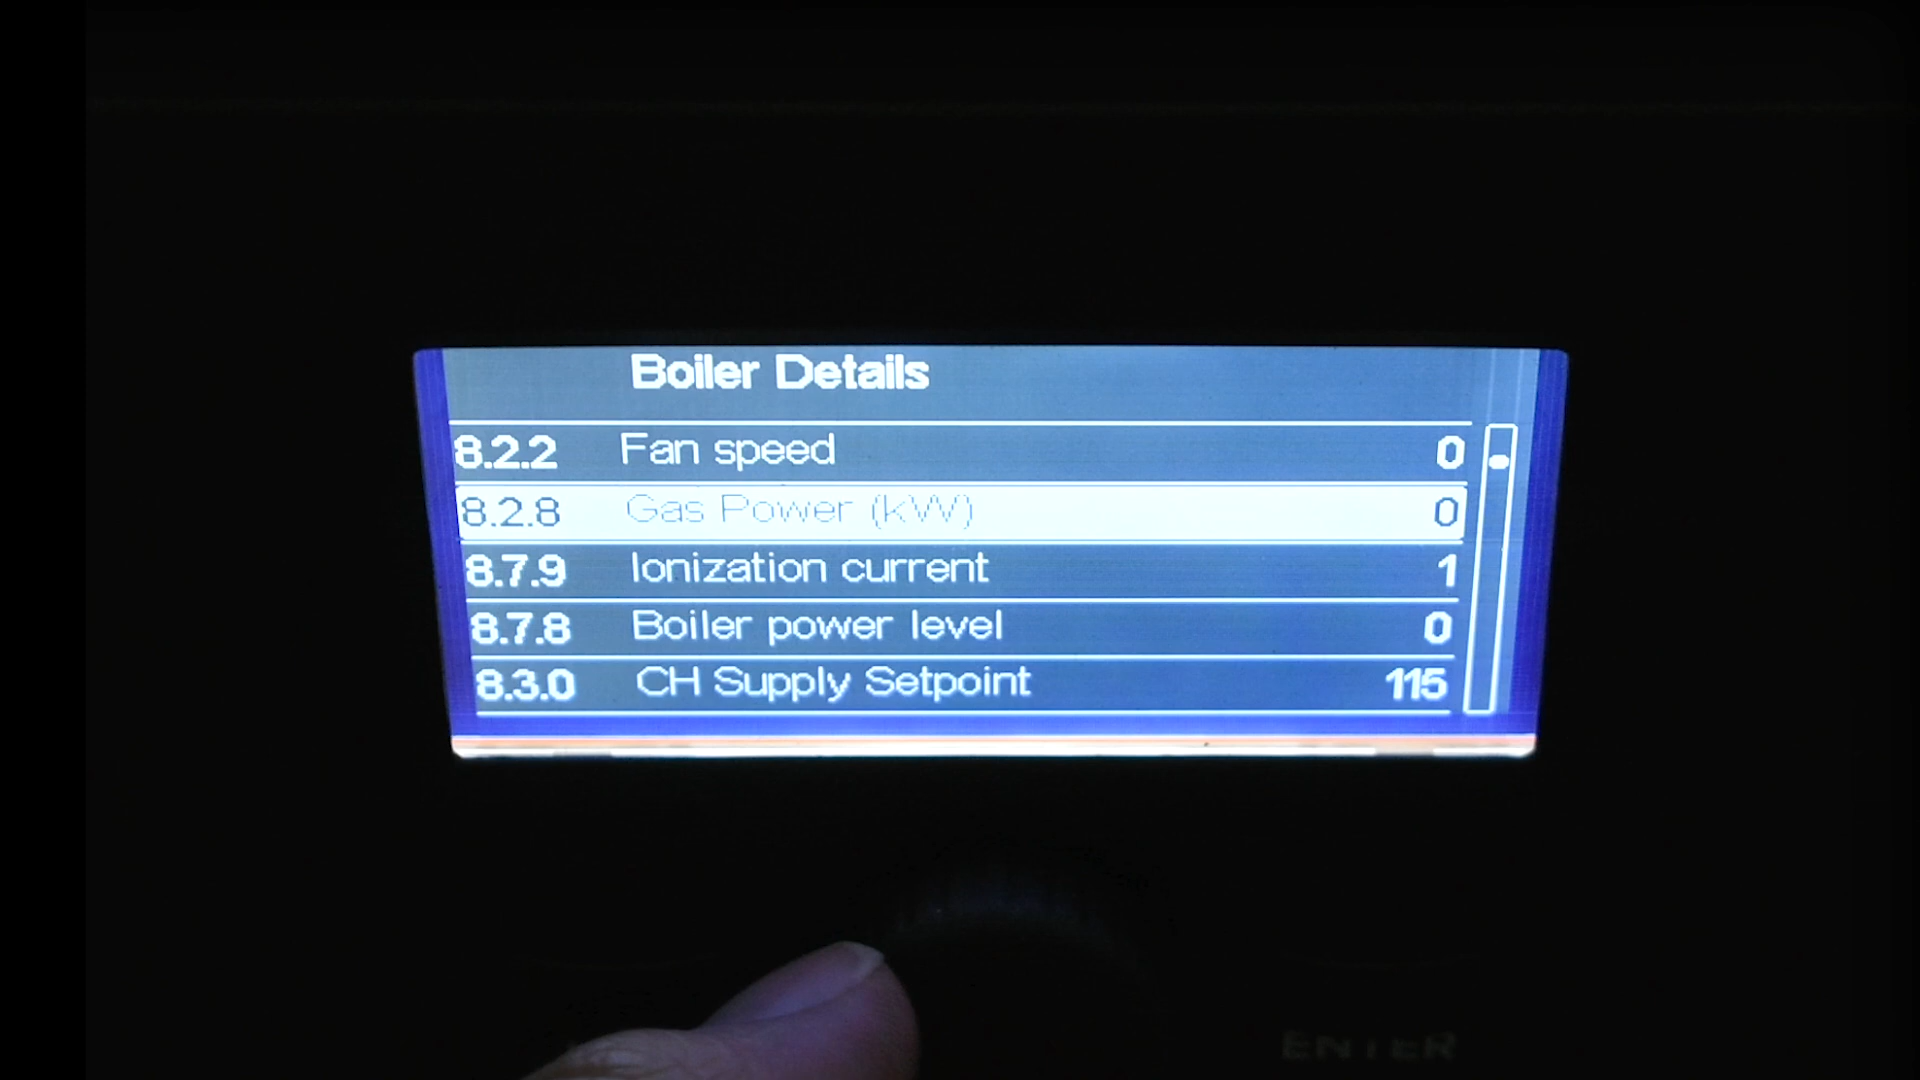 Boiler Details
8.2.2 Fan speed 0
8.2.8 Gas Power (kW) 0
8.7.9 Ionization current 1
8.7.8 Boiler power level 0
8.3.0 CH Supply Setpoint 115
ENTER